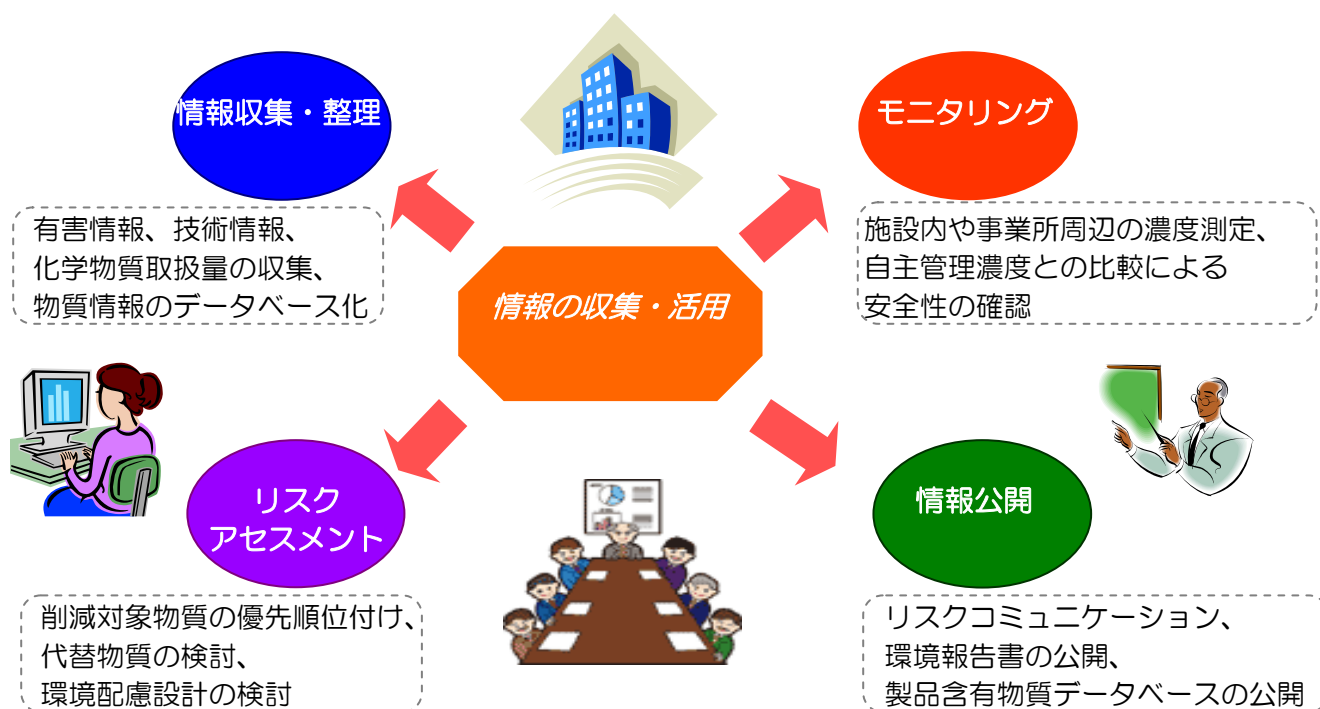 情報収集・整理
有害情報、技術情報、
化学物質取扱量の収集、
物質情報のデータベース化
モニタリング
施設内や事業所周辺の濃度測定、
自主管理濃度との比較による
安全性の確認
情報の収集・活用
リスク
アセスメント
削減対象物質の優先順位付け、
代替物質の検討、
環境配慮設計の検討
情報公開
リスクコミュニケーション、
環境報告書の公開、
製品含有物質データベースの公開